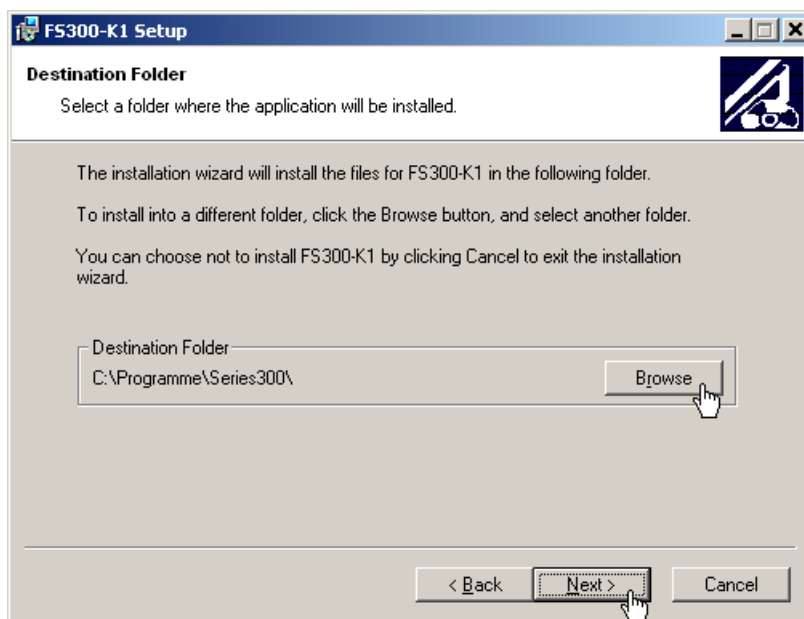 FS300-K1 Setup
Destination Folder
Select a folder where the application will be installed.
The installation wizard will install the files for FS300-K1 in the following folder.
To install into a different folder, click the Browse button, and select another folder.
You can choose not to install FS300-K1 by clicking Cancel to exit the installation
wizard.
Destination Folder
C:\Programme\Series300\
Browse
< Back
Next >
Cancel